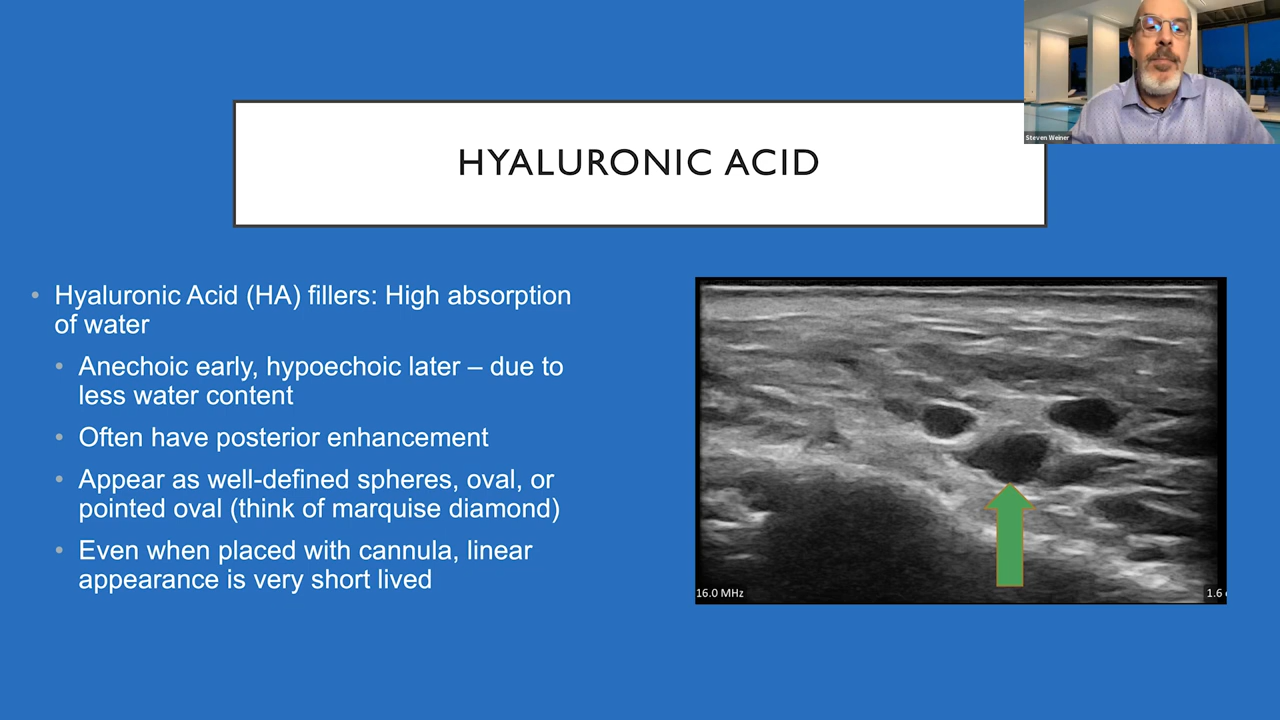 Steven Weiner
HYALURONIC ACID
Hyaluronic Acid (HA) fillers: High absorption
of water
Anechoic early, hypoechoic later – due to
less water content
Often have posterior enhancement
Appear as well-defined spheres, oval, or
pointed oval (think of marquise diamond)
Even when placed with cannula, linear
appearance is very short lived
16.0 MHz
1.6